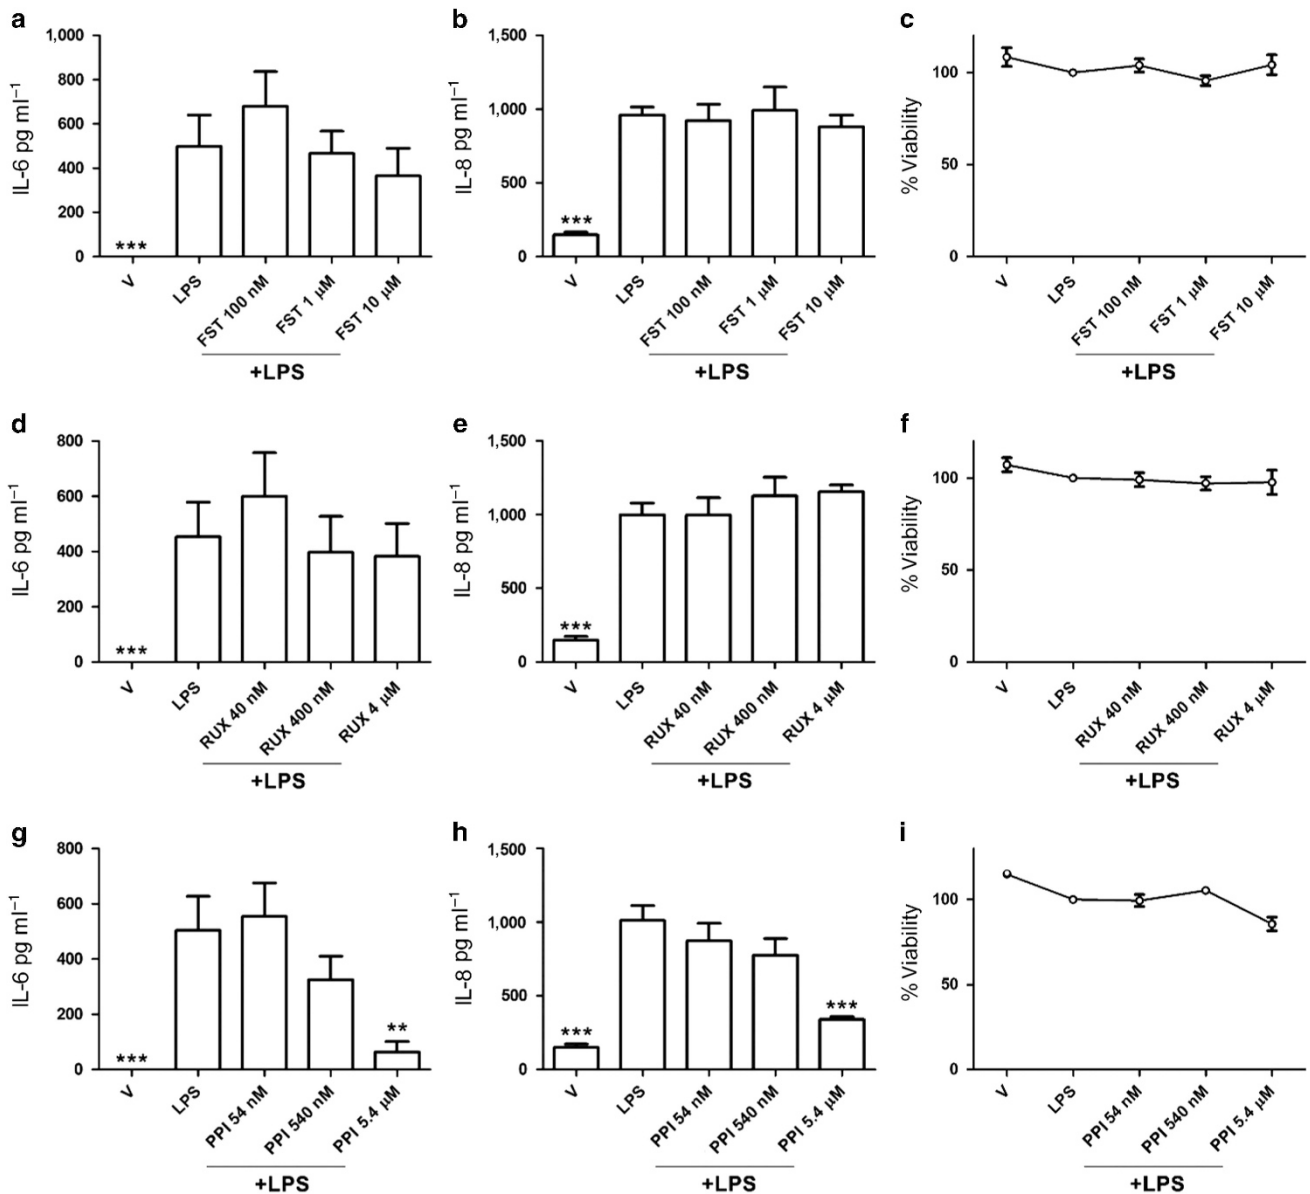 a
1,000
800
600
400
200
0
IL-6 pg ml⁻¹
***
V
LPS
FST 100 nM
FST 1 μM
FST 10 μM
+LPS
b
1,500
1,000
500
0
IL-8 pg ml⁻¹
***
V
LPS
FST 100 nM
FST 1 μM
FST 10 μM
+LPS
c
100
50
0
% Viability
V
LPS
FST 100 nM
FST 1 μM
FST 10 μM
+LPS
d
800
600
400
200
0
IL-6 pg ml⁻¹
***
V
LPS
RUX 40 nM
RUX 400 nM
RUX 4 μM
+LPS
e
1,500
1,000
500
0
IL-8 pg ml⁻¹
***
V
LPS
RUX 40 nM
RUX 400 nM
RUX 4 μM
+LPS
f
100
50
0
% Viability
V
LPS
RUX 40 nM
RUX 400 nM
RUX 4 μM
+LPS
g
800
600
400
200
0
IL-6 pg ml⁻¹
***
**
V
LPS
PPI 54 nM
PPI 540 nM
PPI 5.4 μM
+LPS
h
1,500
1,000
500
0
IL-8 pg ml⁻¹
***
***
V
LPS
PPI 54 nM
PPI 540 nM
PPI 5.4 μM
+LPS
i
100
50
0
% Viability
V
LPS
PPI 54 nM
PPI 540 nM
PPI 5.4 μM
+LPS